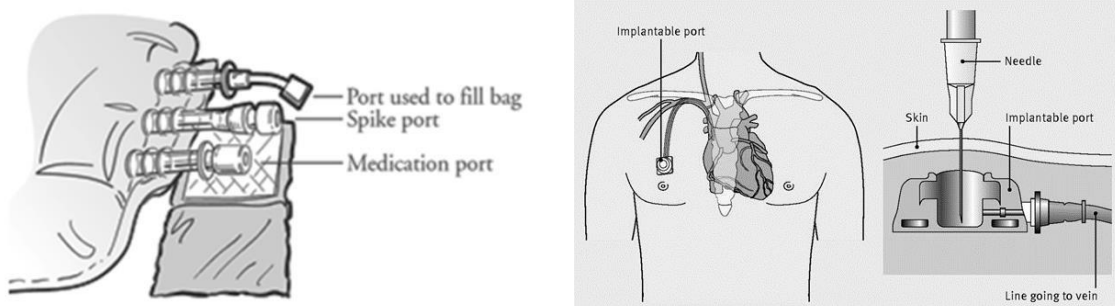 Port used to fill bag
Spike port
Medication port
Implantable port
Needle
Skin
Implantable port
Line going to vein